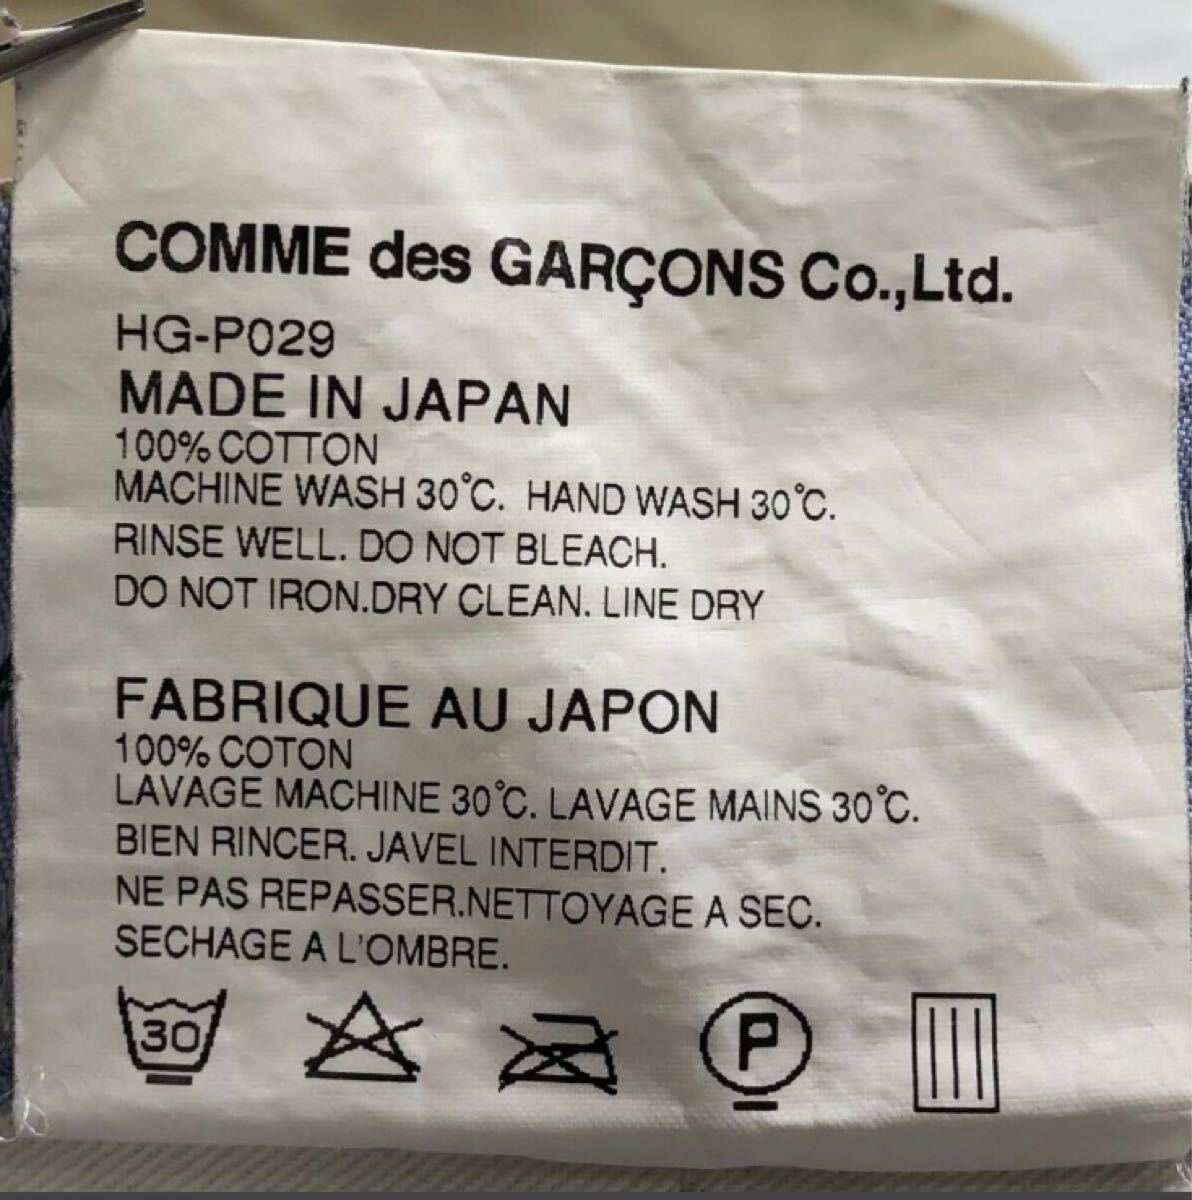 COMME des GARÇONS Co.,Ltd.
HG-P029
MADE IN JAPAN
100% COTTON
MACHINE WASH 30℃. HAND WASH 30℃.
RINSE WELL. DO NOT BLEACH.
DO NOT IRON.DRY CLEAN. LINE DRY
FABRIQUE AU JAPON
100% COTON
LAVAGE MACHINE 30℃. LAVAGE MAINS 30℃.
BIEN RINCER. JAVEL INTERDIT.
NE PAS REPASSER.NETTOYAGE A SEC.
SECHAGE A L'OMBRE.
30 P